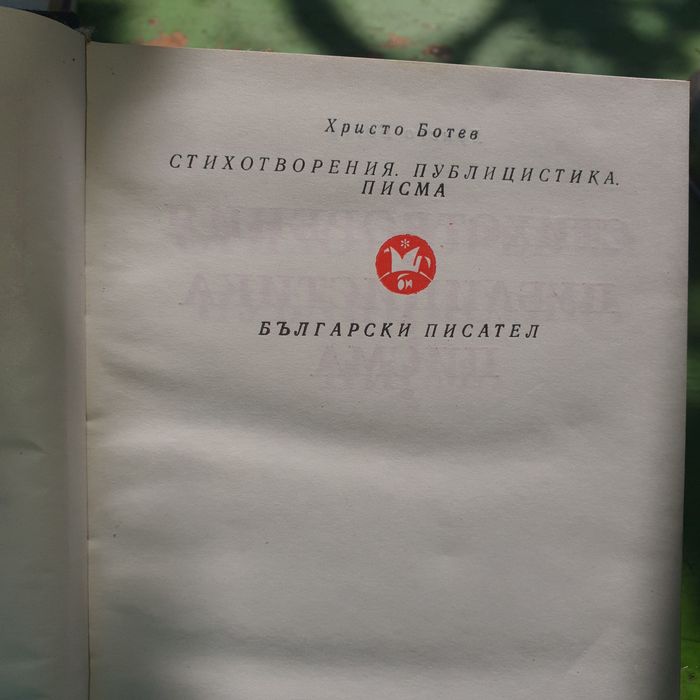 Христо Ботев
СТИХОТВОРЕНИЯ. ПУБЛИЦИСТИКА.
ПИСМА
БЪЛГАРСКИ ПИСАТЕЛ